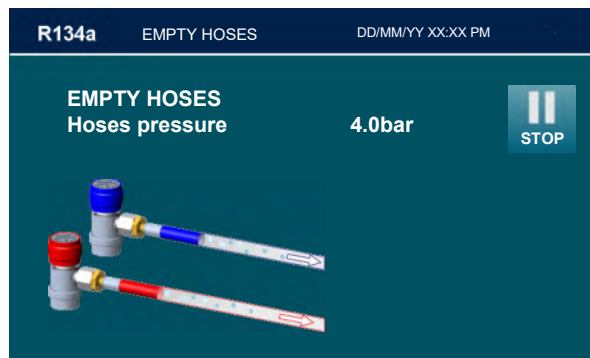 R134a EMPTY HOSES DD/MM/YY XX:XX PM
EMPTY HOSES
Hoses pressure 4.0bar
STOP